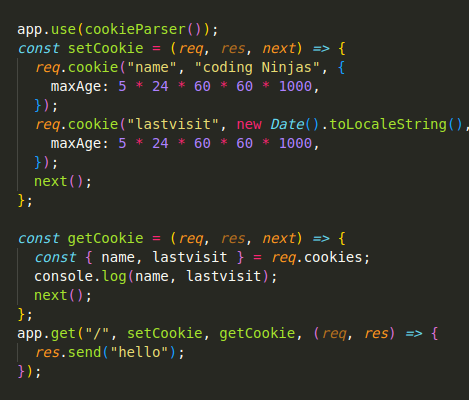 app.use(cookieParser());
const setCookie = (req, res, next) => {
  req.cookie("name", "coding Ninjas", {
    maxAge: 5 * 24 * 60 * 60 * 1000,
  });
  req.cookie("lastvisit", new Date().toLocaleString(),
    maxAge: 5 * 24 * 60 * 60 * 1000,
  });
  next();
};

const getCookie = (req, res, next) => {
  const { name, lastvisit } = req.cookies;
  console.log(name, lastvisit);
  next();
};
app.get("/", setCookie, getCookie, (req, res) => {
  res.send("hello");
});